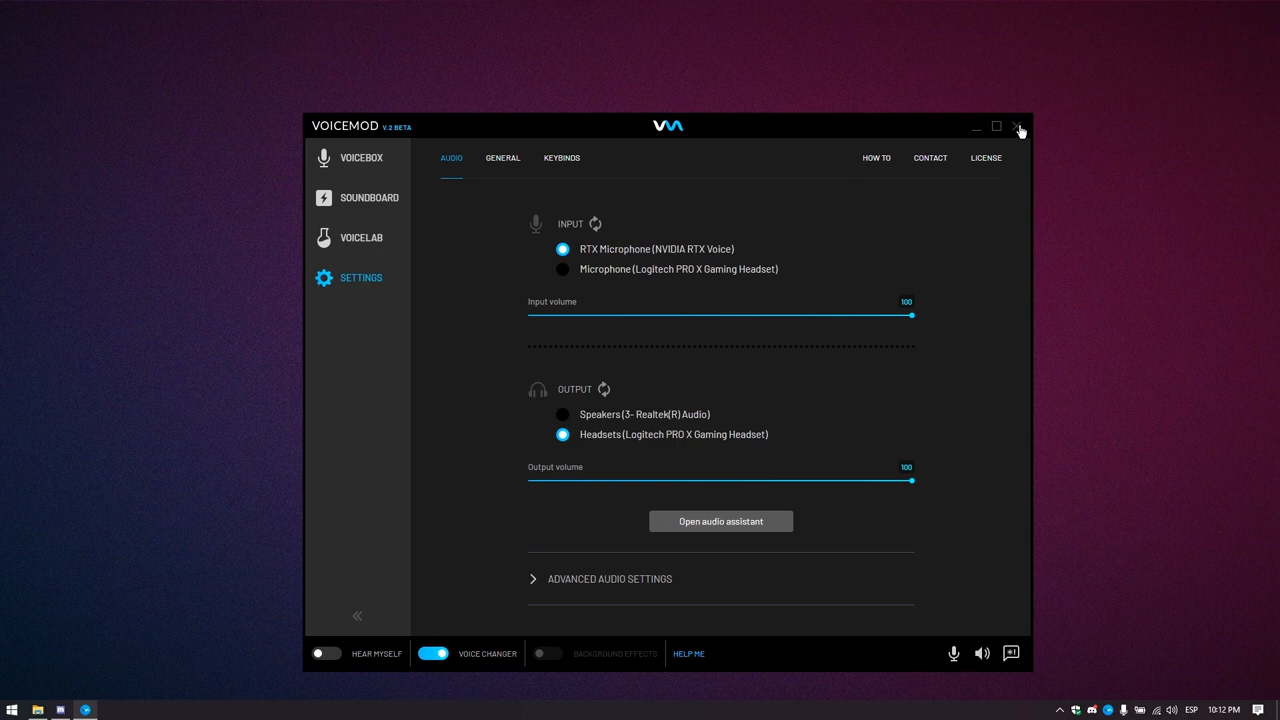 VOICEMOD V.2 BETA
VOICEBOX
SOUNDBOARD
VOICELAB
SETTINGS
AUDIO GENERAL KEYBINDS HOW TO CONTACT LICENSE
INPUT
RTX Microphone (NVIDIA RTX Voice)
Microphone (Logitech PRO X Gaming Headset)
Input volume 100
OUTPUT
Speakers (3- Realtek(R) Audio)
Headsets (Logitech PRO X Gaming Headset)
Output volume 100
Open audio assistant
ADVANCED AUDIO SETTINGS
HEAR MYSELF VOICE CHANGER BACKGROUND EFFECTS HELP ME
ESP 10:12 PM